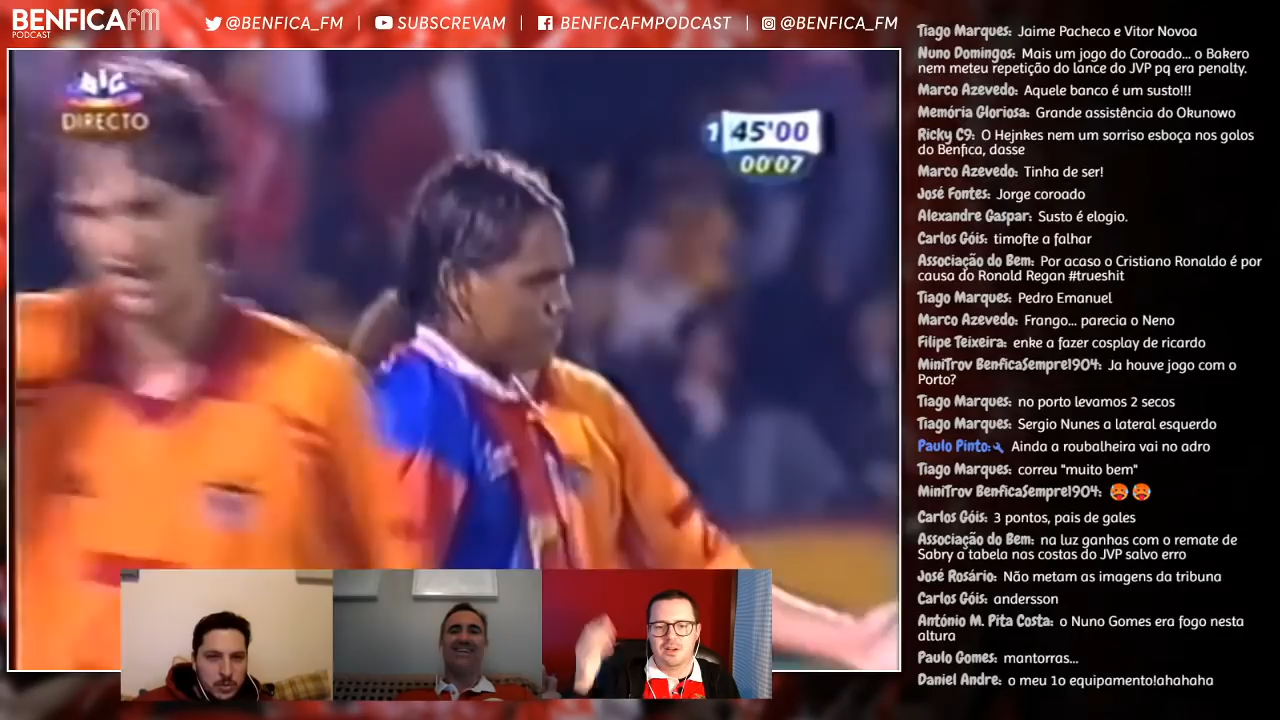 BENFICAFM
PODCAST
@BENFICA_FM | SUBSCREVAM | BENFICAFMPODCAST | @BENFICA_FM
SIC
DIRECTO
1 45'00
00'07
Tiago Marques: Jaime Pacheco e Vitor Novoa
Nuno Domingos: Mais um jogo do Coroado... o Bakero
nem meteu repetição do lance do JVP pq era penalty.
Marco Azevedo: Aquele banco é um susto!!!
Memória Gloriosa: Grande assistência do Okunowo
Ricky C9: O Hejnkes nem um sorriso esboça nos golos
do Benfica, dasse
Marco Azevedo: Tinha de ser!
José Fontes: Jorge coroado
Alexandre Gaspar: Susto é elogio.
Carlos Góis: timofte a falhar
Associação do Bem: Por acaso o Cristiano Ronaldo é por
causa do Ronald Regan #trueshit
Tiago Marques: Pedro Emanuel
Marco Azevedo: Frango... parecia o Neno
Filipe Teixeira: enke a fazer cosplay de ricardo
MiniTrov BenficaSempre1904: Ja houve jogo com o
Porto?
Tiago Marques: no porto levamos 2 secos
Tiago Marques: Sergio Nunes a lateral esquerdo
Paulo Pinto: Ainda a roubalheira vai no adro
Tiago Marques: correu "muito bem"
MiniTrov BenficaSempre1904: 🥵🥵
Carlos Góis: 3 pontos, pais de gales
Associação do Bem: na luz ganhas com o remate de
Sabry a tabela nas costas do JVP salvo erro
José Rosário: Não metam as imagens da tribuna
Carlos Góis: andersson
António M. Pita Costa: o Nuno Gomes era fogo nesta
altura
Paulo Gomes: mantorras...
Daniel Andre: o meu 1o equipamento!ahahaha